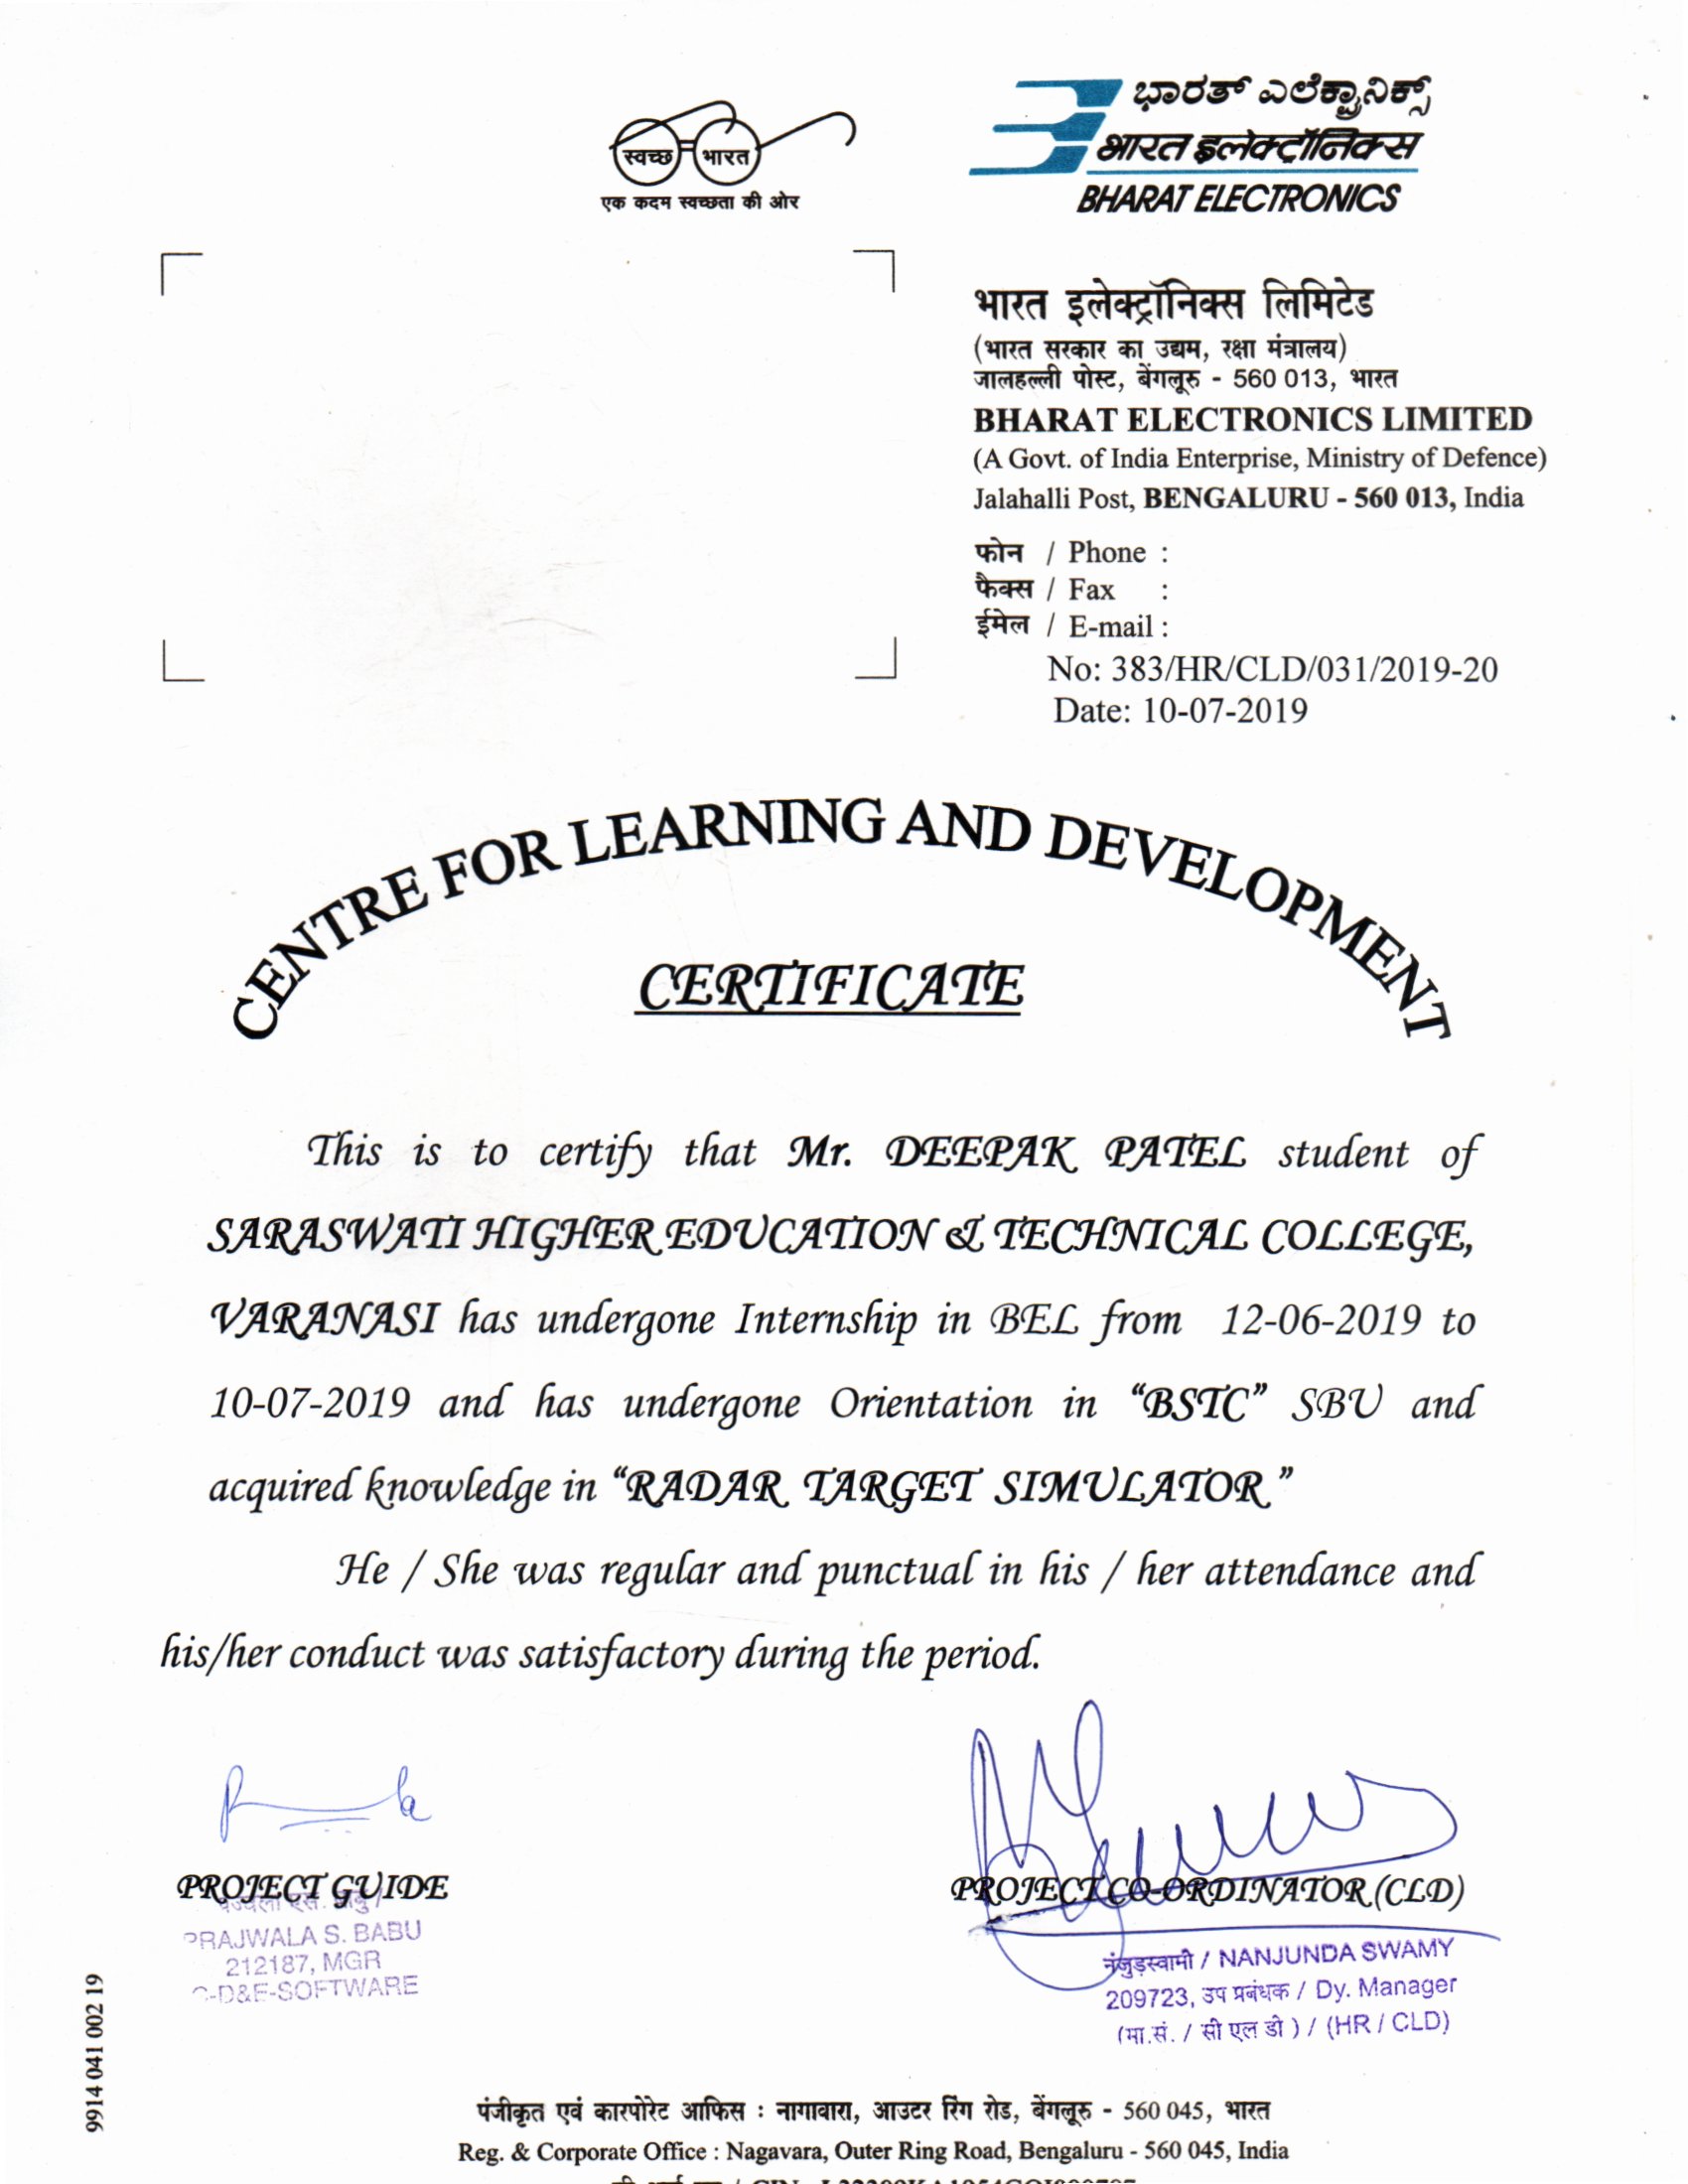 स्वच्छ भारत
एक कदम स्वच्छता की ओर
ಭಾರತ್ ಎಲೆಕ್ಟ್ರಾನಿಕ್ಸ್
भारत इलेक्ट्रॉनिक्स
BHARAT ELECTRONICS
भारत इलेक्ट्रॉनिक्स लिमिटेड
(भारत सरकार का उद्यम, रक्षा मंत्रालय)
जालहल्ली पोस्ट, बेंगलूरु - 560 013, भारत
BHARAT ELECTRONICS LIMITED
(A Govt. of India Enterprise, Ministry of Defence)
Jalahalli Post, BENGALURU - 560 013, India
फोन / Phone :
फैक्स / Fax :
ईमेल / E-mail :
No: 383/HR/CLD/031/2019-20
Date: 10-07-2019
CENTRE FOR LEARNING AND DEVELOPMENT
CERTIFICATE
This is to certify that Mr. DEEPAK PATEL student of
SARASWATI HIGHER EDUCATION & TECHNICAL COLLEGE,
VARANASI has undergone Internship in BEL from 12-06-2019 to
10-07-2019 and has undergone Orientation in “BSTC” SBU and
acquired knowledge in “RADAR TARGET SIMULATOR”
He / She was regular and punctual in his / her attendance and
his/her conduct was satisfactory during the period.
PROJECT GUIDE
PRAJWALA S. BABU
212187, MGR
D&E-SOFTWARE
PROJECT CO-ORDINATOR (CLD)
नंजुड़स्वामी / NANJUNDA SWAMY
209723, उप प्रबंधक / Dy. Manager
(मा.सं. / सी एल डी ) / (HR / CLD)
9914 041 002 19
पंजीकृत एवं कारपोरेट आफिस : नागावारा, आउटर रिंग रोड, बेंगलूरु - 560 045, भारत
Reg. & Corporate Office : Nagavara, Outer Ring Road, Bengaluru - 560 045, India